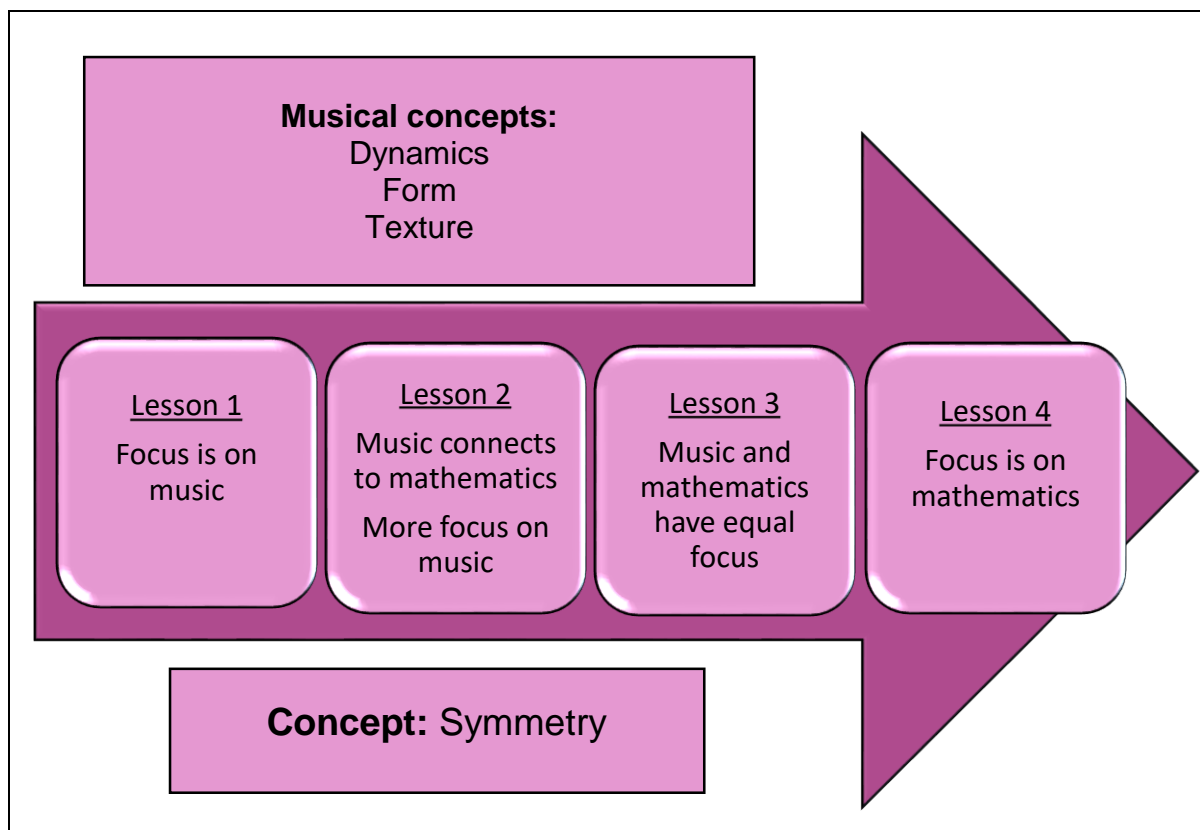 Musical concepts:
Dynamics
Form
Texture
Lesson 1
Focus is on
music
Lesson 2
Music connects
to mathematics
More focus on
music
Lesson 3
Music and
mathematics
have equal
focus
Lesson 4
Focus is on
mathematics
Concept: Symmetry